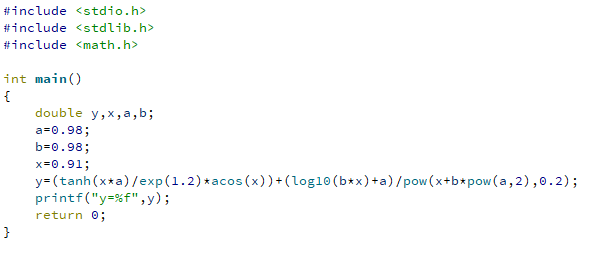 #include <stdio.h>
#include <stdlib.h>
#include <math.h>
int main()
{
double y,x,a,b;
a=0.98;
b=0.98;
x=0.91;
y=(tanh(x*a)/exp(1.2)*acos(x))+(log10(b*x)+a)/pow(x+b*pow(a,2),0.2);
printf("y=%f",y);
return 0;
}